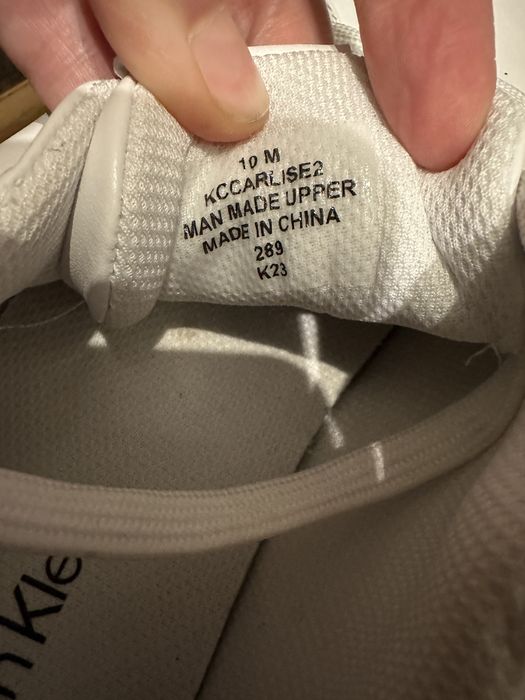 10 M
KCCARLISE2
MAN MADE UPPER
MADE IN CHINA
289
K23
n Kle